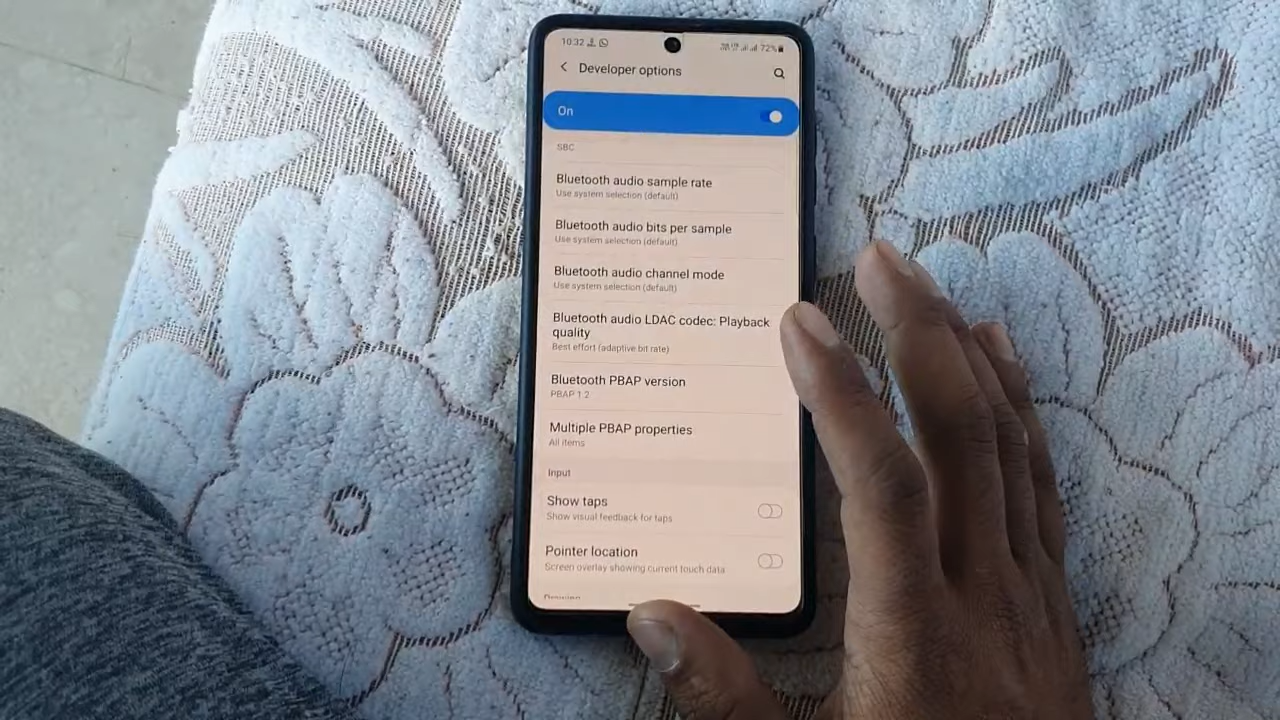 10:32
72%
Developer options
On
SBC
Bluetooth audio sample rate
Use system selection (default)
Bluetooth audio bits per sample
Use system selection (default)
Bluetooth audio channel mode
Use system selection (default)
Bluetooth audio LDAC codec: Playback
quality
Best effort (adaptive bit rate)
Bluetooth PBAP version
PBAP 1.2
Multiple PBAP properties
All items
Input
Show taps
Show visual feedback for taps
Pointer location
Screen overlay showing current touch data
Drawing